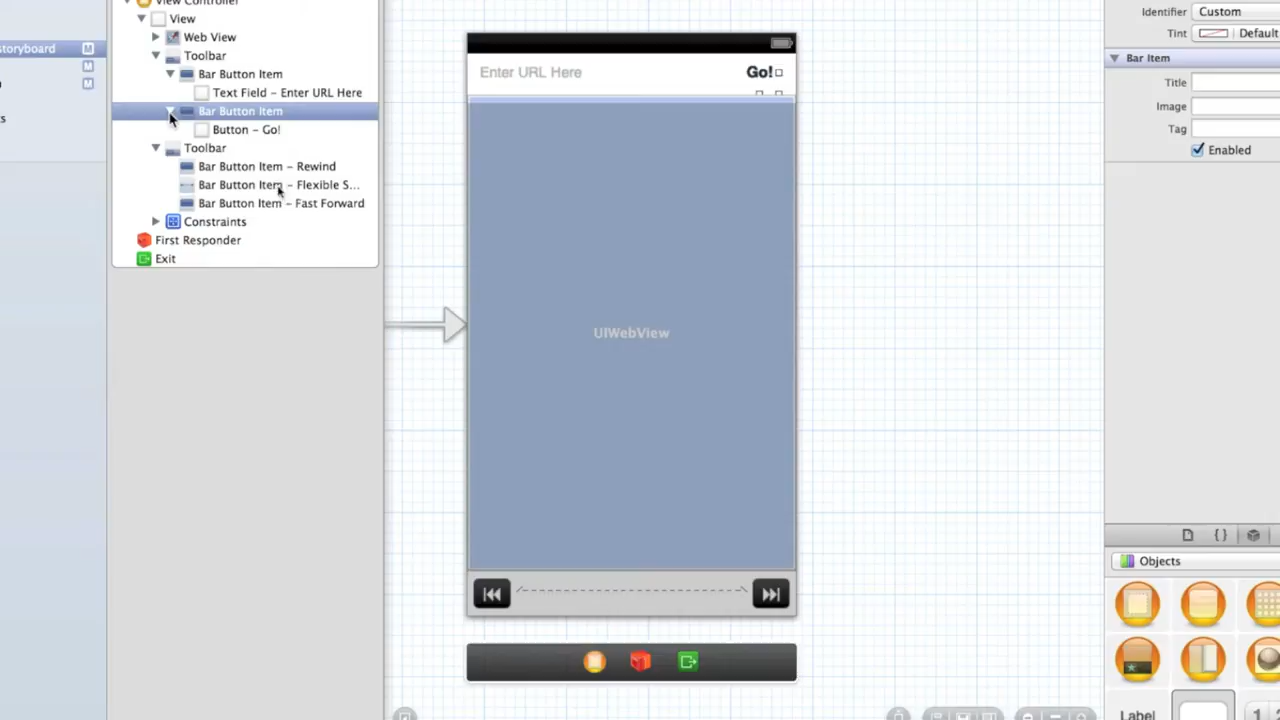 View Controller
View
Web View
Toolbar
Bar Button Item
Text Field – Enter URL Here
Bar Button Item
Button – Go!
Toolbar
Bar Button Item – Rewind
Bar Button Item – Flexible S...
Bar Button Item – Fast Forward
Constraints
First Responder
Exit
storyboard M
M
M
s
Enter URL Here
Go!
UIWebView
Identifier Custom
Tint Default
Bar Item
Title
Image
Tag
Enabled
{ }
Objects
Label
1